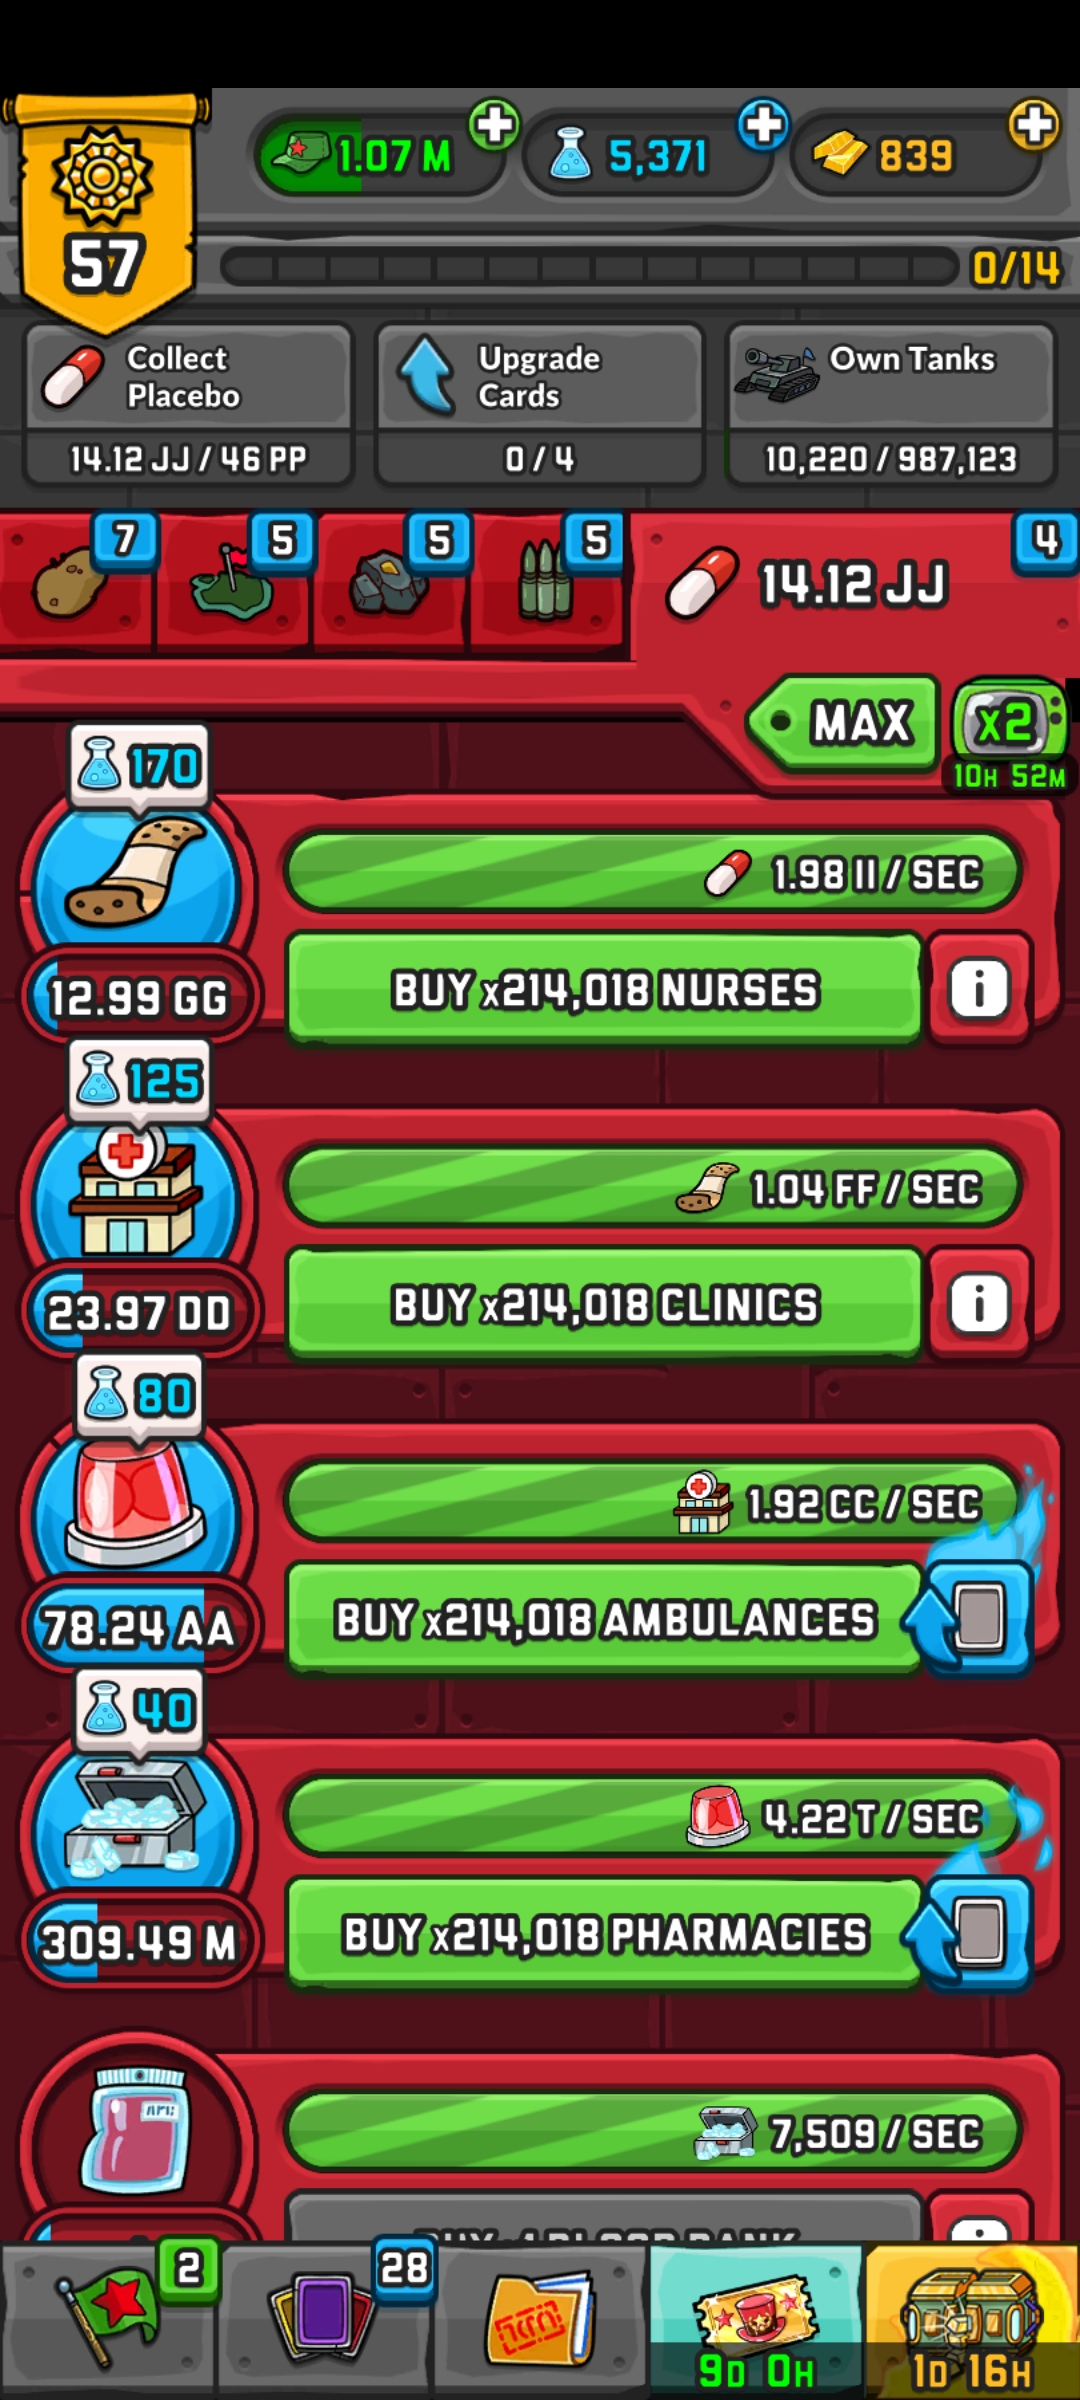 1.07 M
5,371
839
57
0/14
Collect
Placebo
Upgrade
Cards
Own Tanks
14.12 JJ / 46 PP
0 / 4
10,220 / 987,123
7
5
5
5
4
14.12 JJ
MAX
x2
10H 52M
170
1.98 II / SEC
12.99 GG
BUY x214,018 NURSES
i
125
1.04 FF / SEC
23.97 DD
BUY x214,018 CLINICS
i
80
1.92 CC / SEC
78.24 AA
BUY x214,018 AMBULANCES
40
4.22 T / SEC
309.49 M
BUY x214,018 PHARMACIES
7,509 / SEC
BUY x1 BLOOD BANK
2
28
9D 0H
1D 16H